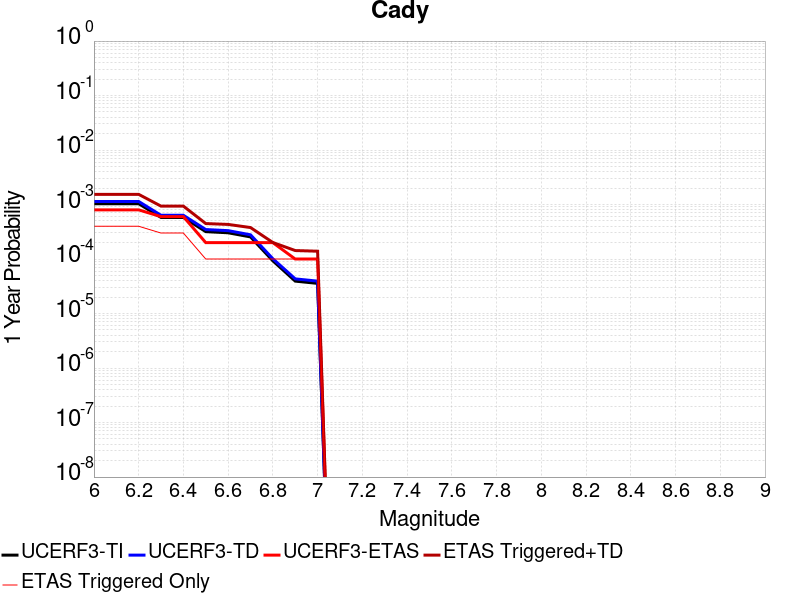 Cady
10^0
10^-1
10^-2
10^-3
10^-4
10^-5
10^-6
10^-7
10^-8
1 Year Probability
6 6.2 6.4 6.6 6.8 7 7.2 7.4 7.6 7.8 8 8.2 8.4 8.6 8.8 9
Magnitude
UCERF3-TI UCERF3-TD UCERF3-ETAS ETAS Triggered+TD
ETAS Triggered Only